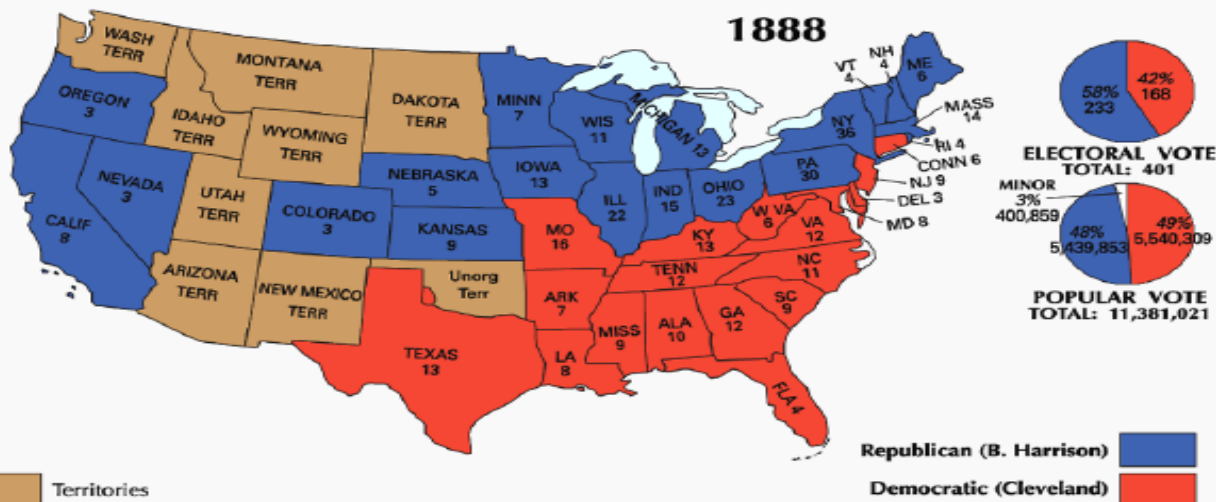 1888
WASH
TERR
MONTANA
TERR
DAKOTA
TERR
OREGON
3
IDAHO
TERR
WYOMING
TERR
MINN
7
WIS
11
MICHIGAN 13
VT
4
NH
4
ME
6
MASS
14
NY
36
RI 4
CONN 6
PA
30
NJ 9
DEL 3
MD 8
NEVADA
3
CALIF
8
UTAH
TERR
COLORADO
3
NEBRASKA
5
KANSAS
9
IOWA
13
ILL
22
IND
15
OHIO
23
W VA
6
VA
12
MO
16
KY
13
TENN
12
NC
11
SC
9
ARIZONA
TERR
NEW MEXICO
TERR
Unorg
Terr
ARK
7
MISS
9
ALA
10
GA
12
TEXAS
13
LA
8
FLA 4
58%
233
42%
168
ELECTORAL VOTE
TOTAL: 401
MINOR
3%
400,859
48%
5,439,853
49%
5,540,309
POPULAR VOTE
TOTAL: 11,381,021
Republican (B. Harrison)
Democratic (Cleveland)
Territories